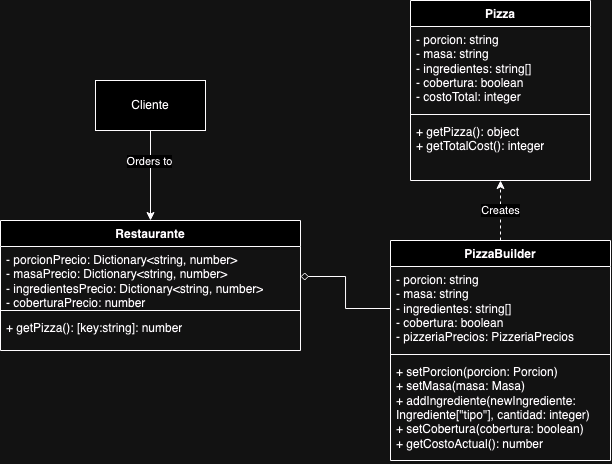 Pizza
- porcion: string
- masa: string
- ingredientes: string[]
- cobertura: boolean
- costoTotal: integer
+ getPizza(): object
+ getTotalCost(): integer
Cliente
Orders to
Creates
Restaurante
- porcionPrecio: Dictionary<string, number>
- masaPrecio: Dictionary<string, number>
- ingredientesPrecio: Dictionary<string, number>
- coberturaPrecio: number
+ getPizza(): [key:string]: number
PizzaBuilder
- porcion: string
- masa: string
- ingredientes: string[]
- cobertura: boolean
- pizzeriaPrecios: PizzeriaPrecios
+ setPorcion(porcion: Porcion)
+ setMasa(masa: Masa)
+ addIngrediente(newIngrediente:
Ingrediente["tipo"], cantidad: integer)
+ setCobertura(cobertura: boolean)
+ getCostoActual(): number